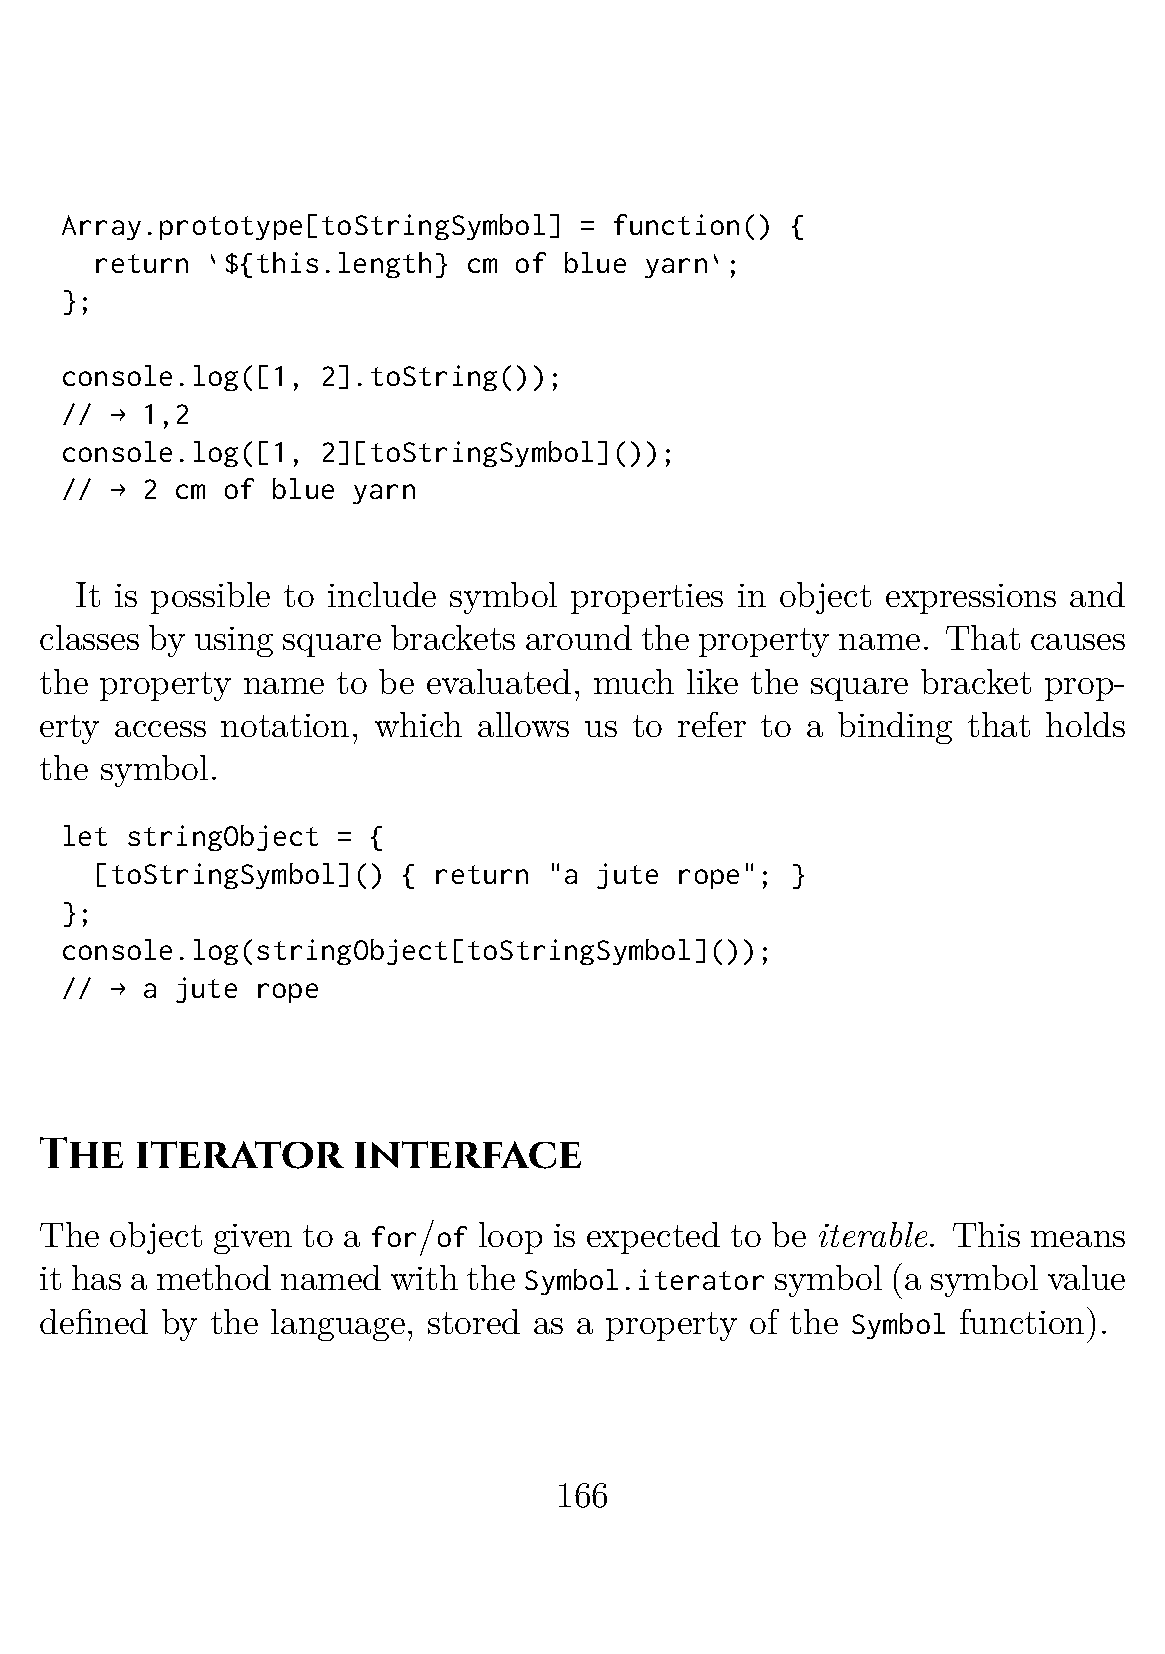 Array.prototype[toStringSymbol] = function() {
  return `${this.length} cm of blue yarn`;
};

console.log([1, 2].toString());
// → 1,2
console.log([1, 2][toStringSymbol]());
// → 2 cm of blue yarn

It is possible to include symbol properties in object expressions and
classes by using square brackets around the property name. That causes
the property name to be evaluated, much like the square bracket prop-
erty access notation, which allows us to refer to a binding that holds
the symbol.

let stringObject = {
  [toStringSymbol]() { return "a jute rope"; }
};
console.log(stringObject[toStringSymbol]());
// → a jute rope

The iterator interface

The object given to a for/of loop is expected to be iterable. This means
it has a method named with the Symbol.iterator symbol (a symbol value
defined by the language, stored as a property of the Symbol function).

166